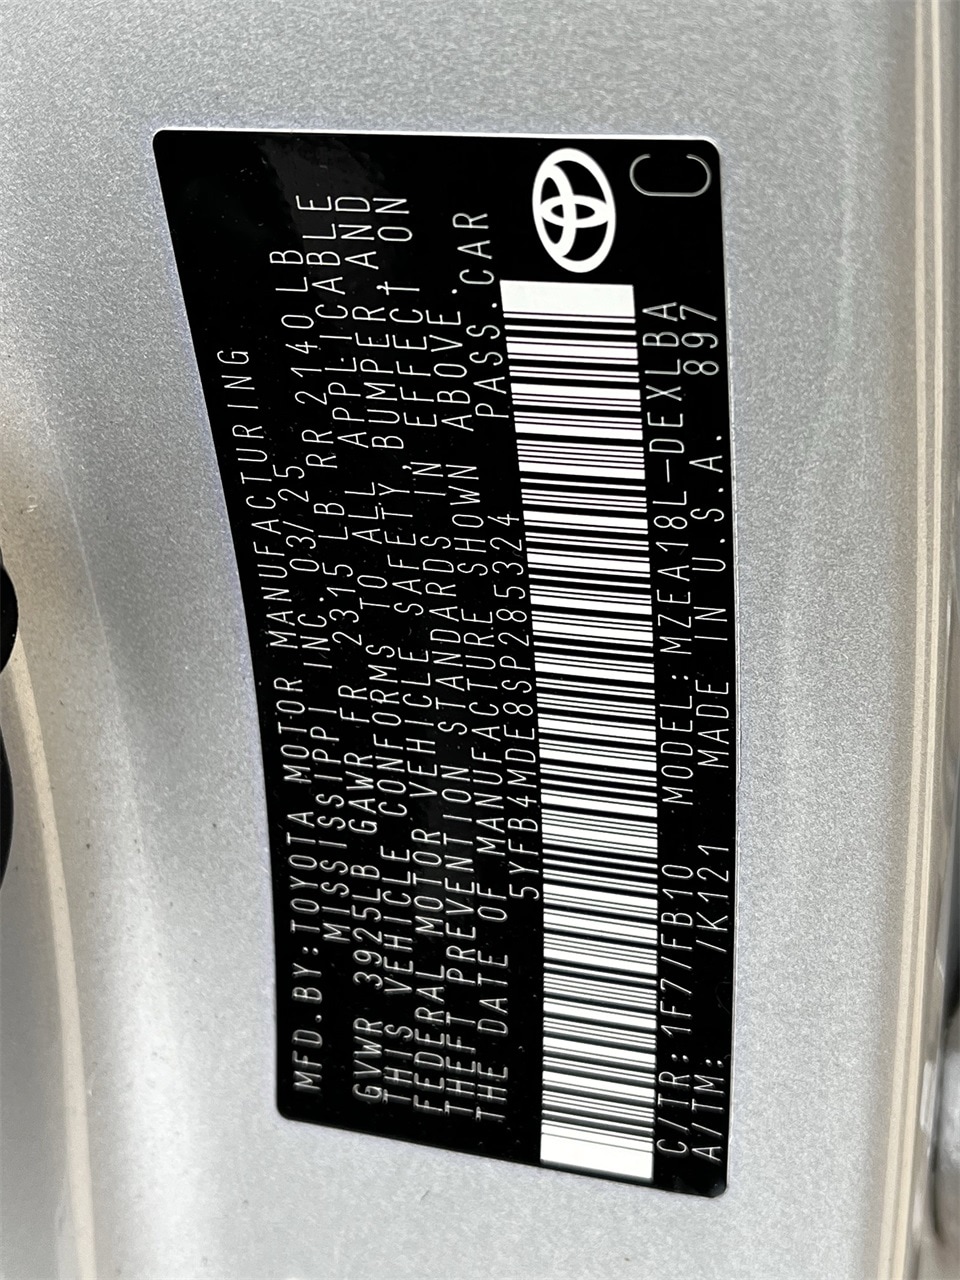 MFD.BY:TOYOTA MOTOR MANUFACTURING
MISSISSIPPI INC. 03/25
GVWR 3925LB GAWR FR 2315LB RR 2140LB
THIS VEHICLE CONFORMS TO ALL APPLICABLE
FEDERAL MOTOR VEHICLE SAFETY, BUMPER, AND
THEFT PREVENTION STANDARDS IN EFFECT ON
THE DATE OF MANUFACTURE SHOWN ABOVE.
5YFB4MDE8SP285324 PASS.CAR
C/TR:1F7/FB10 MODEL:MZEA18L-DEXLBA
A/TM: /K121 MADE IN U.S.A. 897
C